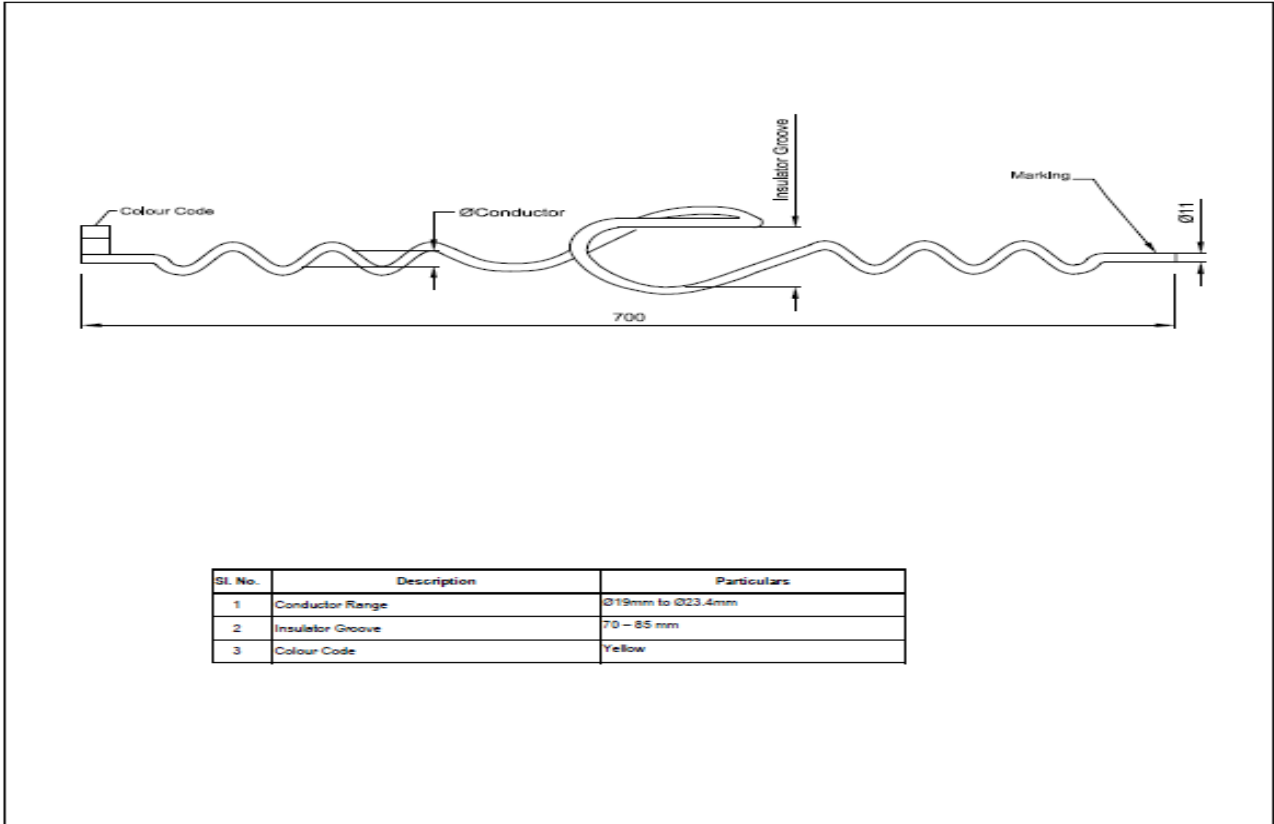 Insulator Groove
Marking
Colour Code
ØConductor
Ø11
700
Sl. No. Description Particulars
1 Conductor Range Ø19mm to Ø23.4mm
2 Insulator Groove 70 – 85 mm
3 Colour Code Yellow